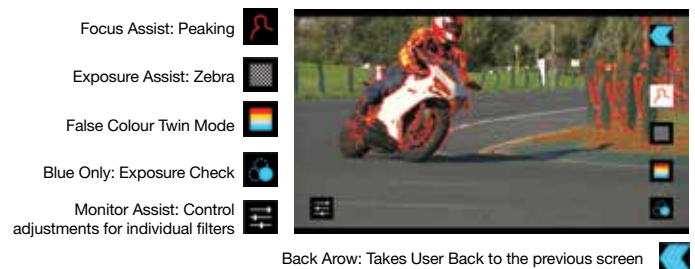 Focus Assist: Peaking
Exposure Assist: Zebra
False Colour Twin Mode
Blue Only: Exposure Check
Monitor Assist: Control
adjustments for individual filters
Back Arow: Takes User Back to the previous screen